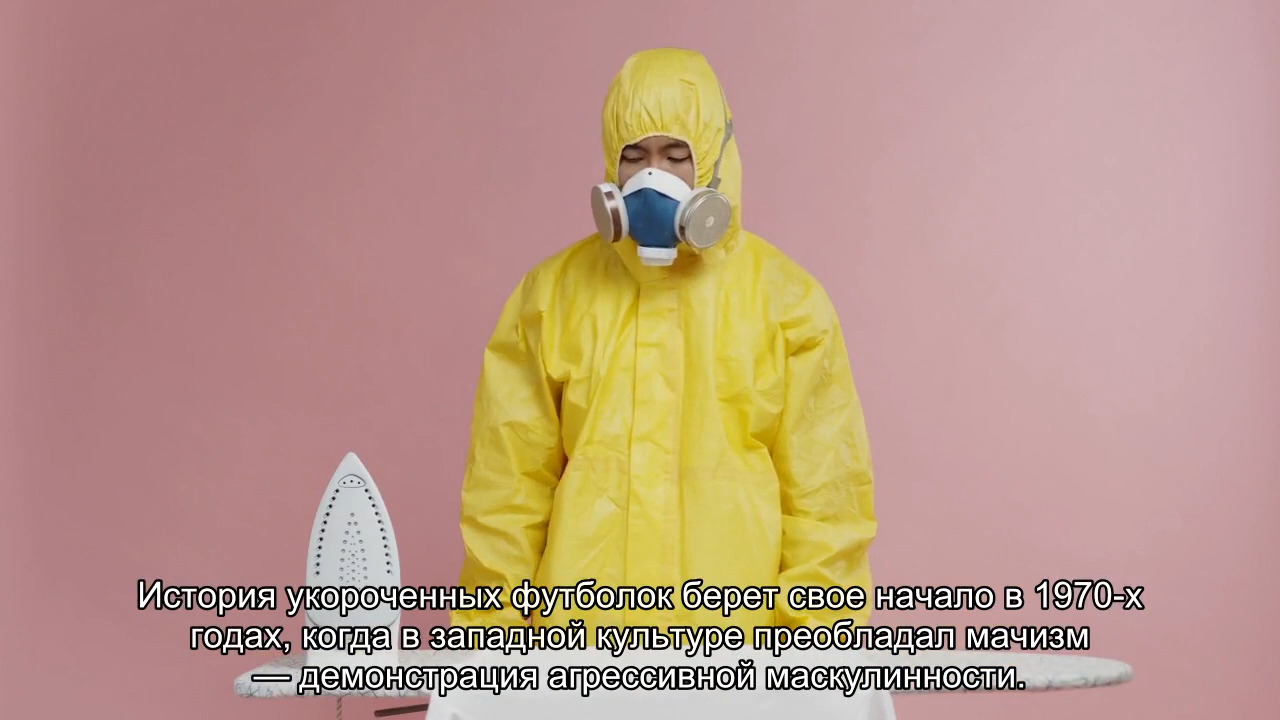 История укороченных футболок берет свое начало в 1970-х
годах, когда в западной культуре преобладал мачизм
— демонстрация агрессивной маскулинности.